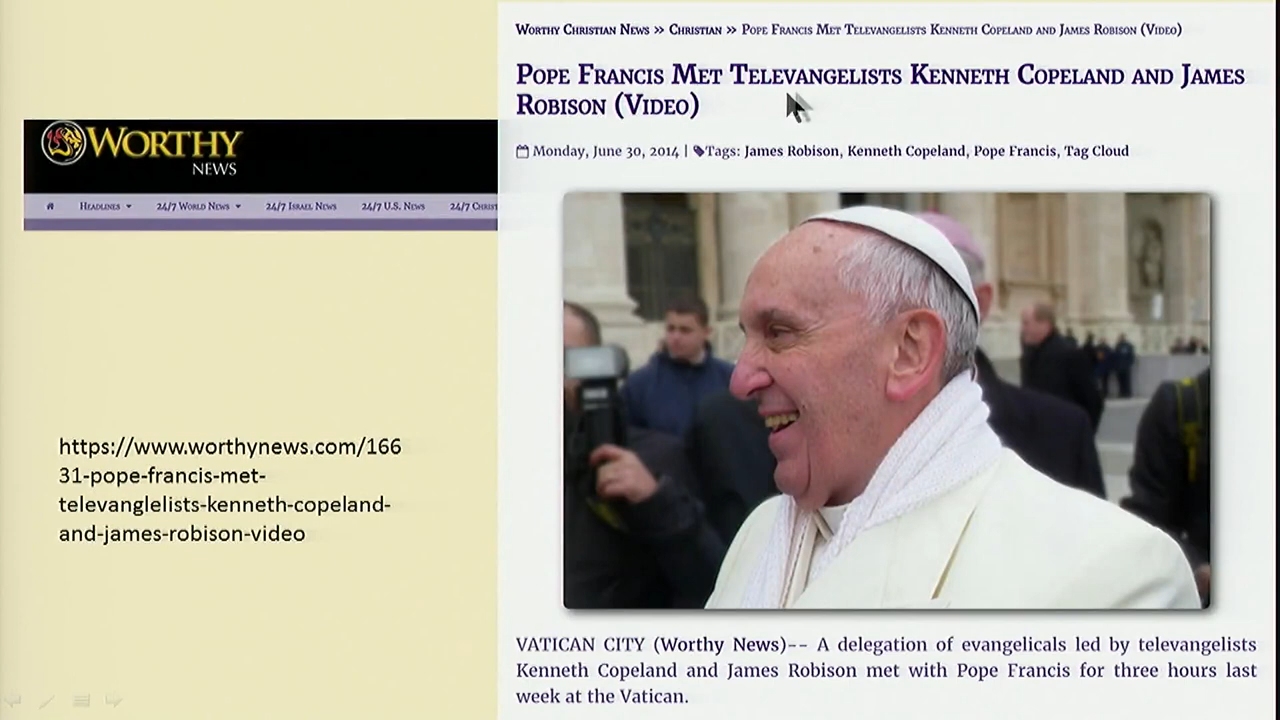 WORTHY CHRISTIAN NEWS » CHRISTIAN » POPE FRANCIS MET TELEVANGELISTS KENNETH COPELAND AND JAMES ROBISON (VIDEO)
POPE FRANCIS MET TELEVANGELISTS KENNETH COPELAND AND JAMES
ROBISON (VIDEO)
Monday, June 30, 2014 | Tags: James Robison, Kenneth Copeland, Pope Francis, Tag Cloud
WORTHY
NEWS
HEADLINES 24/7 WORLD NEWS 24/7 ISRAEL NEWS 24/7 U.S. NEWS 24/7 CHRIST
https://www.worthynews.com/166
31-pope-francis-met-
televanglelists-kenneth-copeland-
and-james-robison-video
VATICAN CITY (Worthy News)-- A delegation of evangelicals led by televangelists
Kenneth Copeland and James Robison met with Pope Francis for three hours last
week at the Vatican.